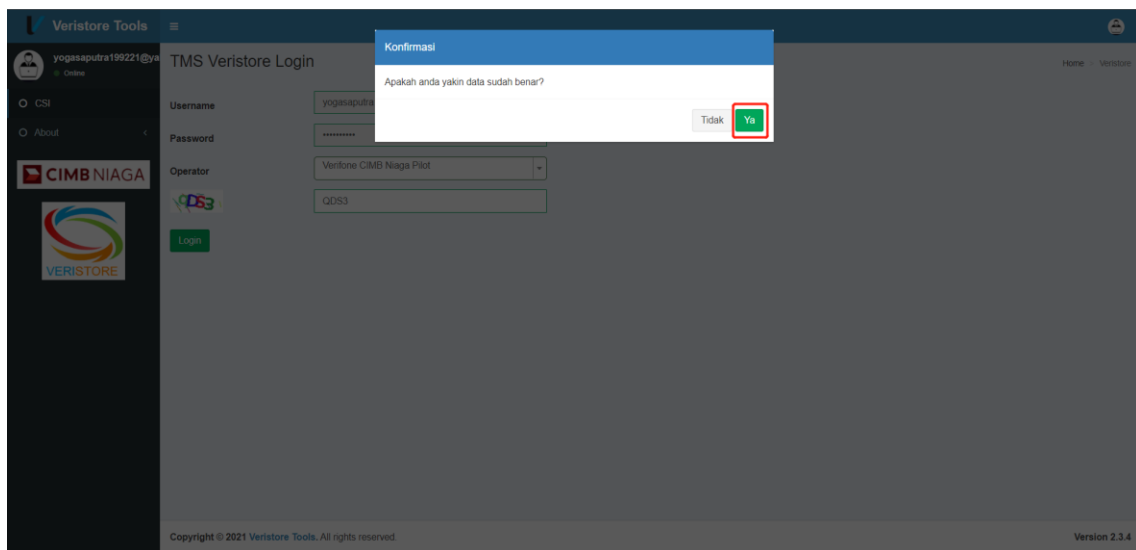 Veristore Tools
Konfirmasi
yogasaputra199221@ya
Online
TMS Veristore Login
Home
Veristore
Apakah anda yakin data sudah benar?
Tidak
Ya
CSI
About
Username
yogasaputra
Password
••••••••••
Operator
Verifone CIMB Niaga Pilot
QD53
QD53
Login
CIMB NIAGA
VERISTORE
Copyright © 2021 Veristore Tools. All rights reserved.
Version 2.3.4